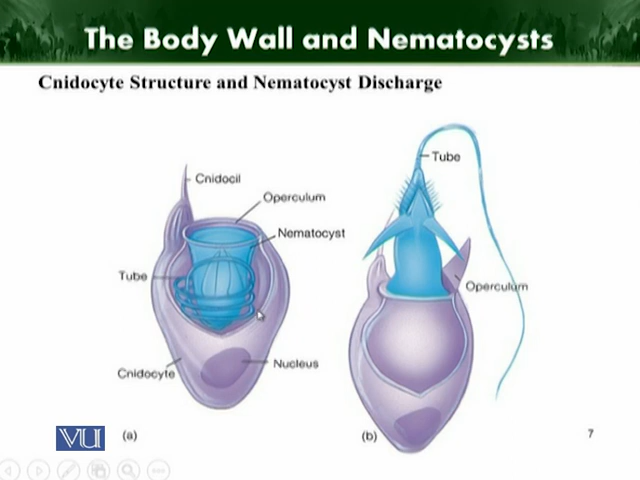 The Body Wall and Nematocysts
Cnidocyte Structure and Nematocyst Discharge
Cnidocil
Operculum
Nematocyst
Tube
Cnidocyte
Nucleus
(a)
Tube
Operculum
(b)
VU
7